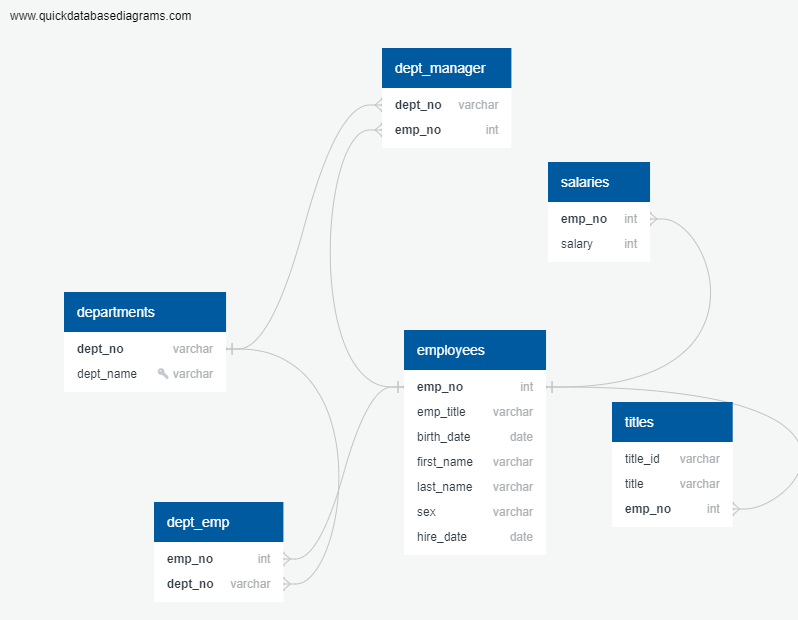 www.quickdatabasediagrams.com
dept_manager
dept_no varchar
emp_no int
salaries
emp_no int
salary int
departments
dept_no varchar
dept_name varchar
employees
emp_no int
emp_title varchar
birth_date date
first_name varchar
last_name varchar
sex varchar
hire_date date
titles
title_id varchar
title varchar
emp_no int
dept_emp
emp_no int
dept_no varchar